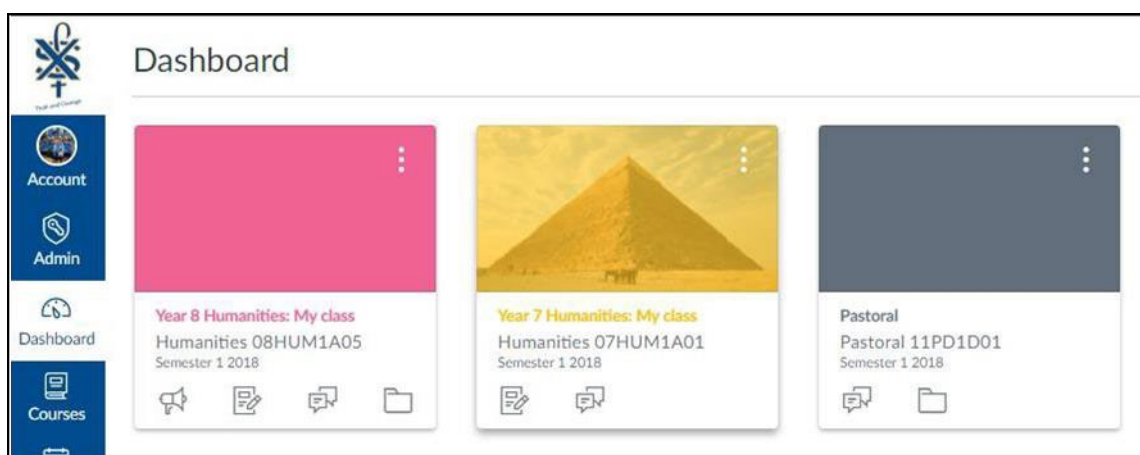 Dashboard
Account
Admin
Dashboard
Courses
Year 8 Humanities: My class
Humanities 08HUM1A05
Semester 1 2018
Year 7 Humanities: My class
Humanities 07HUM1A01
Semester 1 2018
Pastoral
Pastoral 11PD1D01
Semester 1 2018